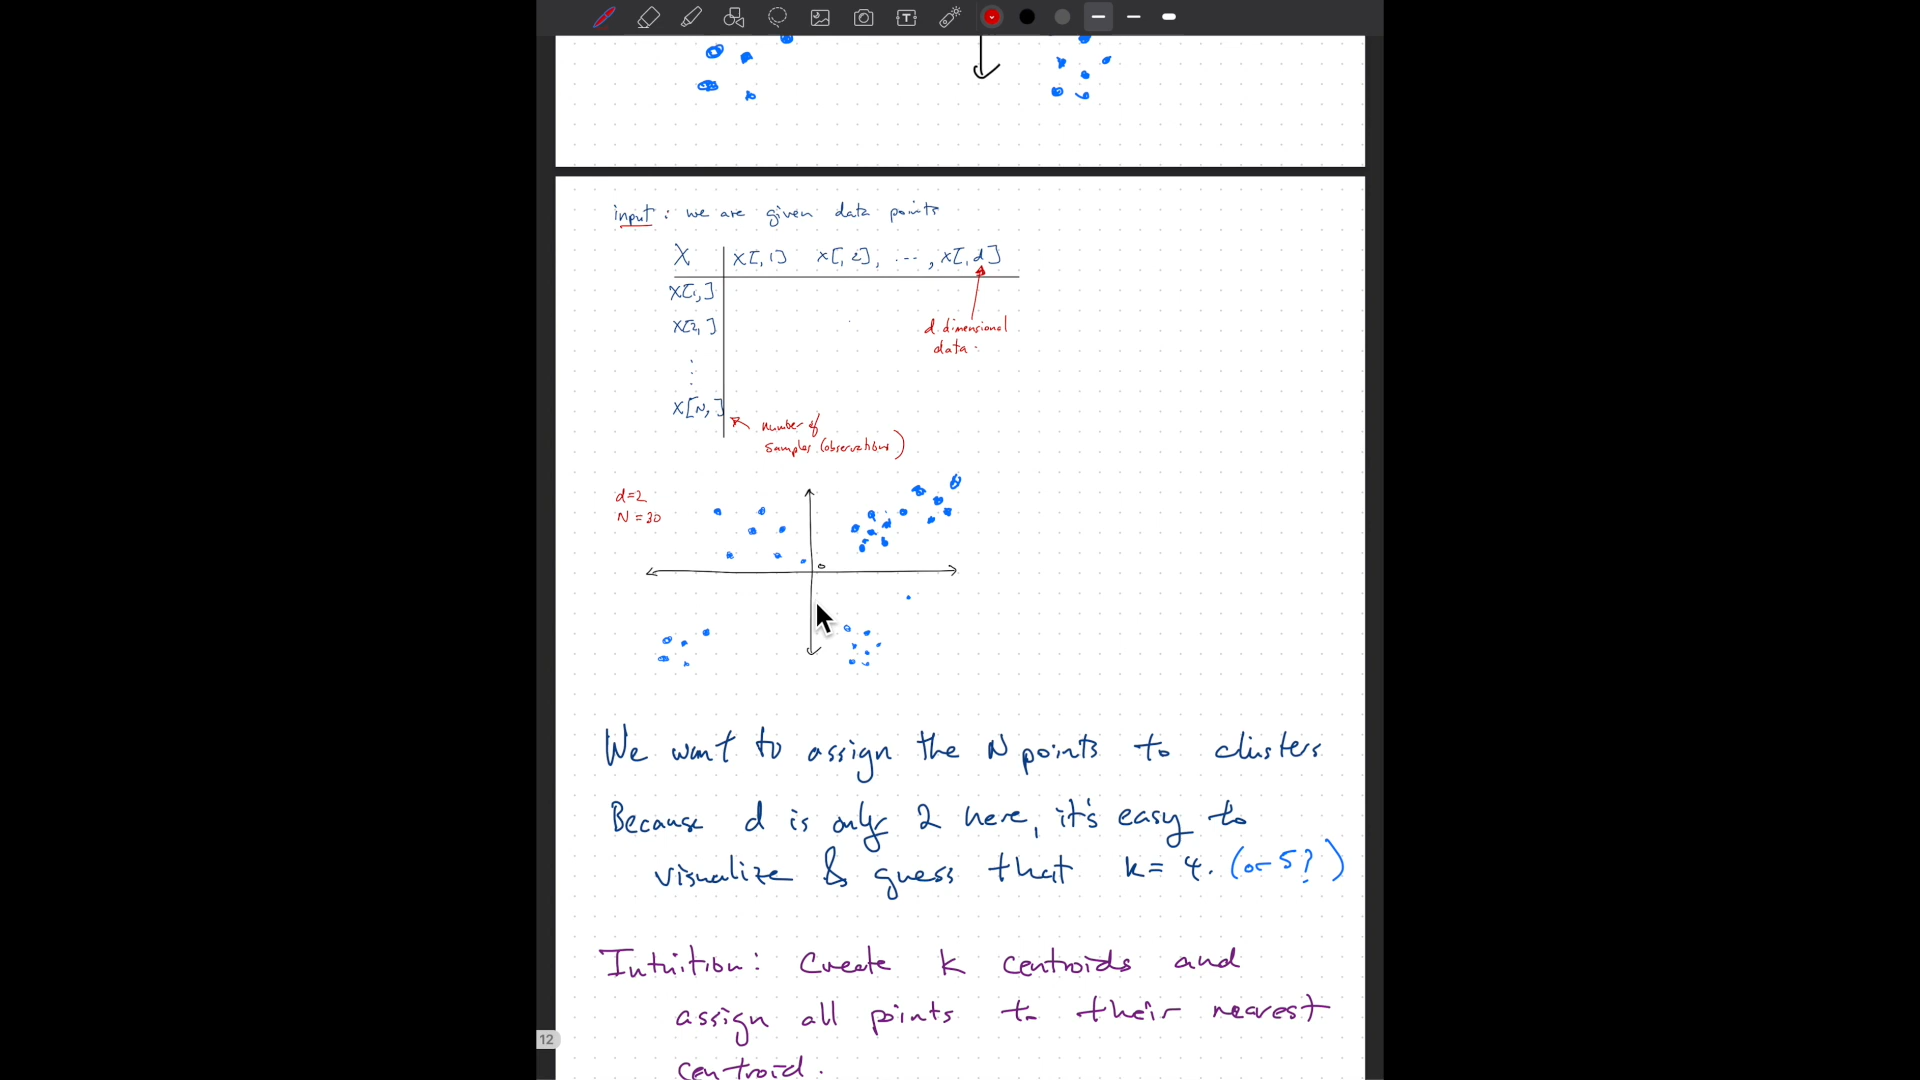 input : we are given data points
X X[,1] X[,2], ... , X[,d]
X[1,]
X[2,]
d dimensional
data.
⋮
X[N,]
number of
samples (observations)
d=2
N = 30
We want to assign the N points to clusters
Because d is only 2 here, it's easy to
visualize & guess that k= 4. (or 5?)
Intuition: Create k centroids and
assign all points to their nearest
centroid.
12